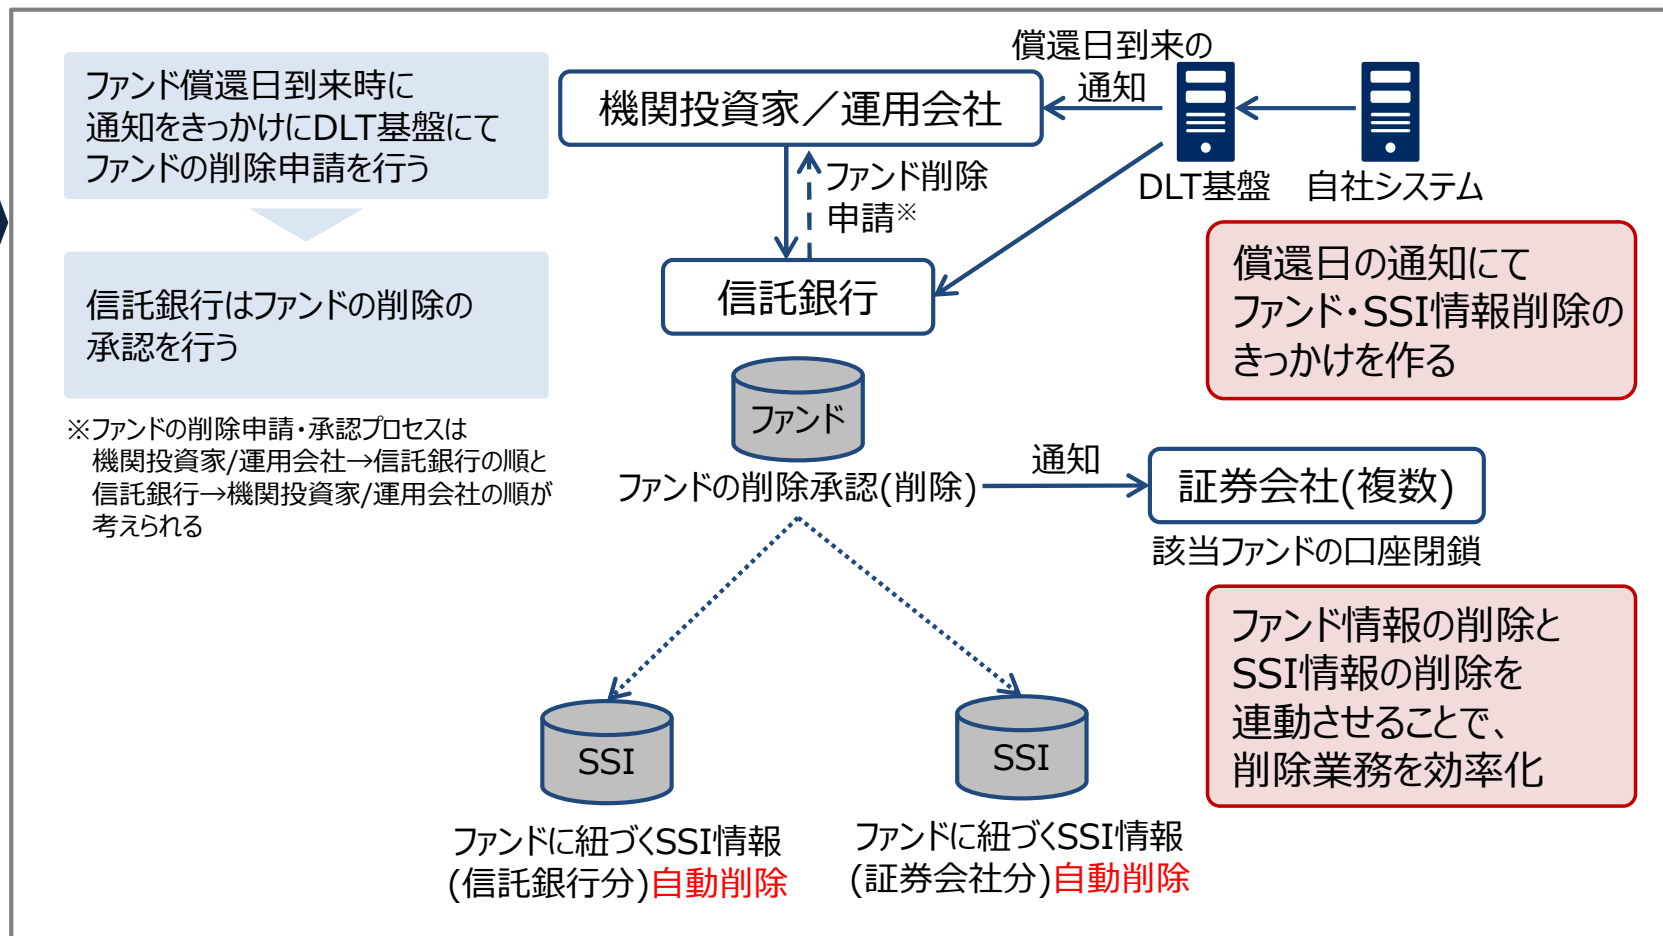 ファンド償還日到来時に
通知をきっかけにDLT基盤にて
ファンドの削除申請を行う
信託銀行はファンドの削除の
承認を行う
※ファンドの削除申請・承認プロセスは
機関投資家/運用会社→信託銀行の順と
信託銀行→機関投資家/運用会社の順が
考えられる
機関投資家／運用会社
償還日到来の
通知
DLT基盤
自社システム
ファンド削除
申請※
信託銀行
償還日の通知にて
ファンド・SSI情報削除の
きっかけを作る
ファンド
ファンドの削除承認(削除)
通知
証券会社(複数)
該当ファンドの口座閉鎖
ファンド情報の削除と
SSI情報の削除を
連動させることで、
削除業務を効率化
SSI
ファンドに紐づくSSI情報
(信託銀行分)自動削除
SSI
ファンドに紐づくSSI情報
(証券会社分)自動削除